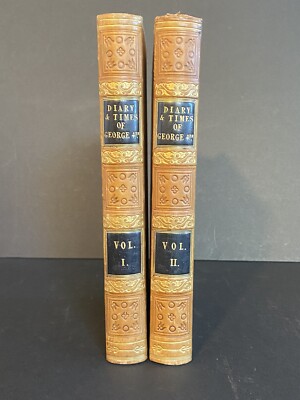 DIARY
& TIMES
OF
GEORGE 4TH
VOL.
I.
DIARY
& TIMES
OF
GEORGE 4TH
VOL.
II.